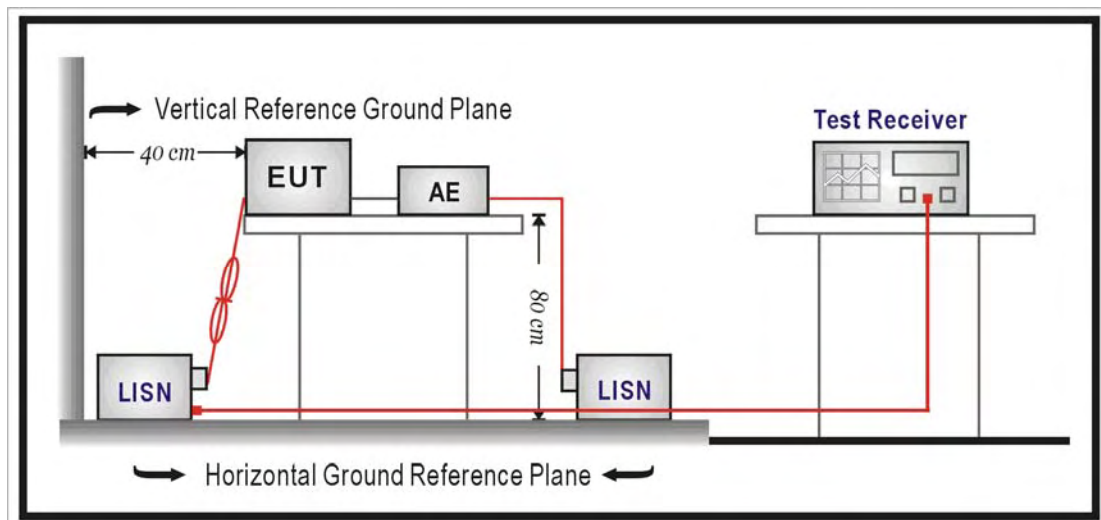 Vertical Reference Ground Plane
Test Receiver
40 cm
EUT
AE
80 cm
LISN
LISN
Horizontal Ground Reference Plane